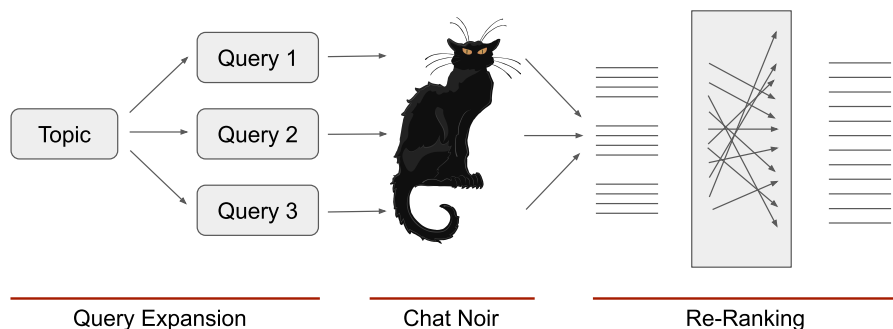 Topic
Query 1
Query 2
Query 3
Query Expansion
Chat Noir
Re-Ranking